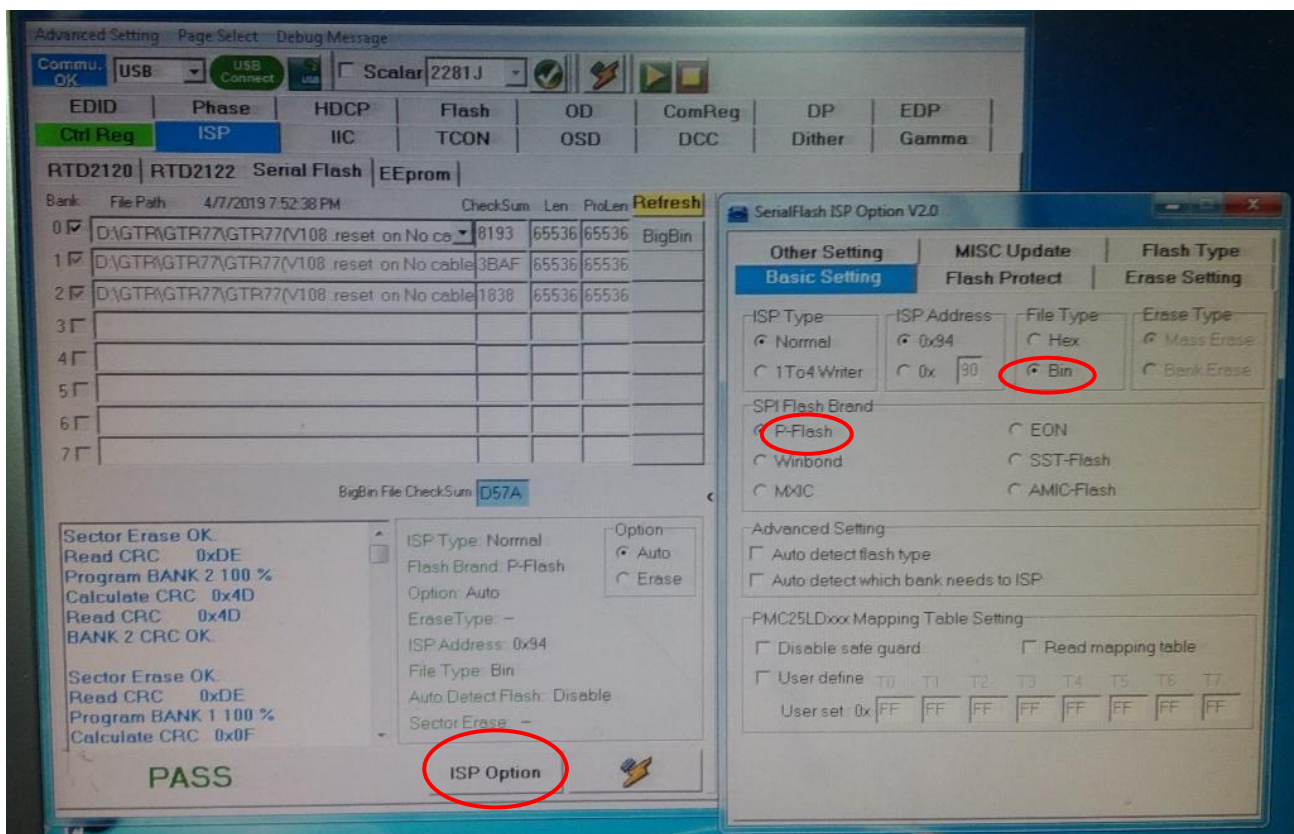 Advanced Setting Page Select Debug Message
Commu. OK USB USB Connect usb Scalar 2281J
EDID Phase HDCP Flash OD ComReg DP EDP
Ctrl Reg ISP IIC TCON OSD DCC Dither Gamma
RTD2120 RTD2122 Serial Flash EEprom
Bank File Path 4/7/2019 7:52:38 PM CheckSum Len ProLen Refresh
0 D:\GTR\GTR77\GTR77(V108 .reset on No ca 8193 65536 65536 BigBin
1 D:\GTR\GTR77\GTR77(V108 .reset on No cable 3BAF 65536 65536
2 D:\GTR\GTR77\GTR77(V108 .reset on No cable 1838 65536 65536
3
4
5
6
7
BigBin File CheckSum D57A
Sector Erase OK.
Read CRC 0xDE
Program BANK 2 100 %
Calculate CRC 0x4D
Read CRC 0x4D
BANK 2 CRC OK.
Sector Erase OK.
Read CRC 0xDE
Program BANK 1 100 %
Calculate CRC 0x0F
ISP Type: Normal
Flash Brand: P-Flash
Option: Auto
EraseType: --
ISP Address: 0x94
File Type: Bin
Auto Detect Flash: Disable
Sector Erase: --
Option
Auto
Erase
PASS
ISP Option
SerialFlash ISP Option V2.0
Other Setting MISC Update Flash Type
Basic Setting Flash Protect Erase Setting
ISP Type ISP Address File Type Erase Type
Normal 0x94 Hex Mass Erase
1To4 Writer 0x 90 Bin Bank Erase
SPI Flash Brand
P-Flash EON
Winbond SST-Flash
MXIC AMIC-Flash
Advanced Setting
Auto detect flash type
Auto detect which bank needs to ISP
PMC25LDxxx Mapping Table Setting
Disable safe guard Read mapping table
User define T0 T1 T2 T3 T4 T5 T6 T7
User set 0x FF FF FF FF FF FF FF FF